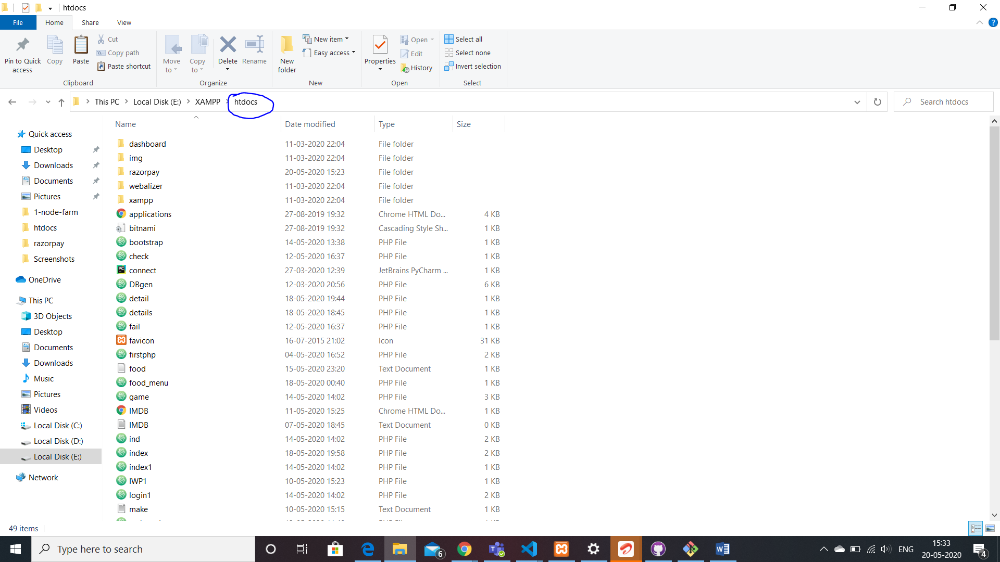 htdocs
File Home Share View
Pin to Quick access
Copy
Paste
Cut
Copy path
Paste shortcut
Clipboard
Move to
Copy to
Delete
Rename
Organize
New folder
New item
Easy access
New
Properties
Open
Edit
History
Open
Select all
Select none
Invert selection
Select
This PC Local Disk (E:) XAMPP htdocs
Search htdocs
Quick access
Desktop
Downloads
Documents
Pictures
1-node-farm
htdocs
razorpay
Screenshots
OneDrive
This PC
3D Objects
Desktop
Documents
Downloads
Music
Pictures
Videos
Local Disk (C:)
Local Disk (D:)
Local Disk (E:)
Network
Name Date modified Type Size
dashboard 11-03-2020 22:04 File folder
img 11-03-2020 22:04 File folder
razorpay 20-05-2020 15:23 File folder
webalizer 11-03-2020 22:04 File folder
xampp 11-03-2020 22:04 File folder
applications 27-08-2019 19:32 Chrome HTML Do... 4 KB
bitnami 27-08-2019 19:32 Cascading Style Sh... 1 KB
bootstrap 14-05-2020 13:38 PHP File 1 KB
check 12-05-2020 16:37 PHP File 1 KB
connect 27-03-2020 12:39 JetBrains PyCharm ... 1 KB
DBgen 12-03-2020 20:56 PHP File 6 KB
detail 18-05-2020 19:44 PHP File 1 KB
details 18-05-2020 18:45 PHP File 1 KB
fail 12-05-2020 16:37 PHP File 1 KB
favicon 16-07-2015 21:02 Icon 31 KB
firstphp 04-05-2020 16:52 PHP File 2 KB
food 15-05-2020 23:20 Text Document 1 KB
food_menu 18-05-2020 00:40 PHP File 1 KB
game 14-05-2020 14:02 PHP File 3 KB
IMDB 11-05-2020 15:25 Chrome HTML Do... 1 KB
IMDB 07-05-2020 18:45 Text Document 0 KB
ind 14-05-2020 14:02 PHP File 2 KB
index 18-05-2020 19:58 PHP File 2 KB
index1 14-05-2020 14:02 PHP File 1 KB
IWP1 10-05-2020 15:23 PHP File 1 KB
login1 14-05-2020 14:02 PHP File 2 KB
make 10-05-2020 15:15 Text Document 1 KB
49 items
Type here to search
6
ENG
15:33
20-05-2020
4